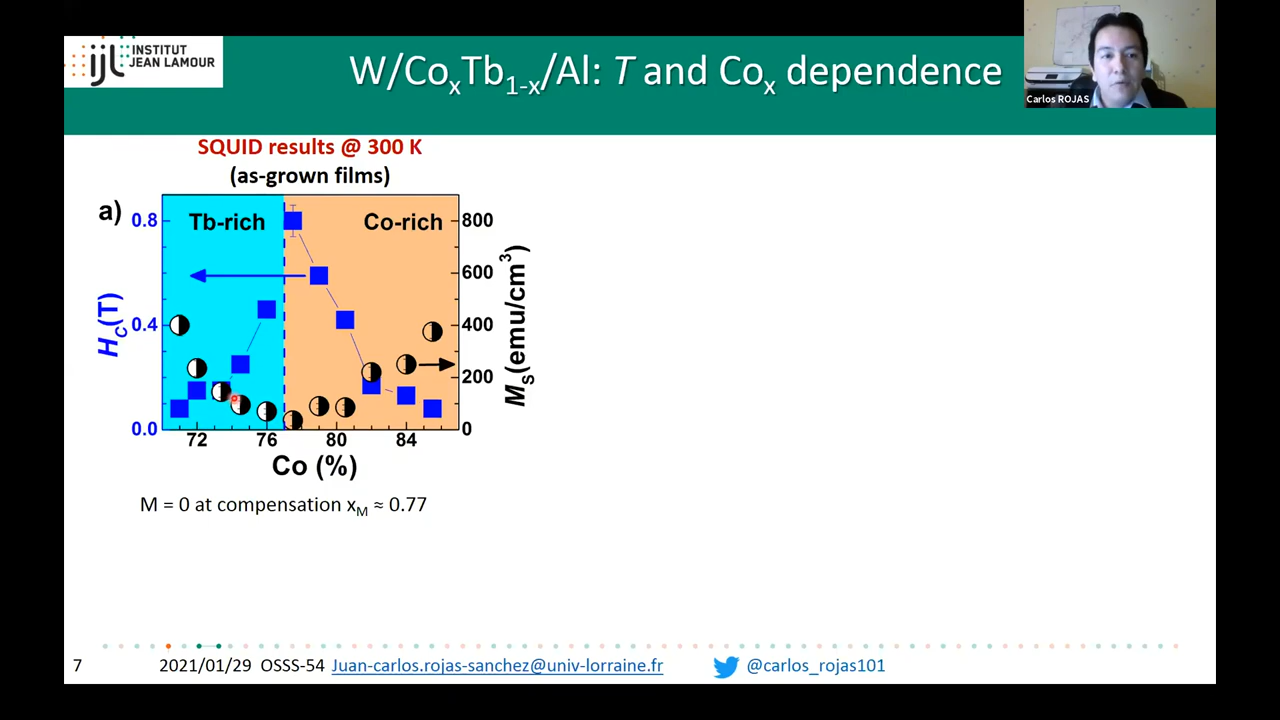 INSTITUT
JEAN LAMOUR
W/CoxTb1-x/Al: T and Cox dependence
Carlos ROJAS
SQUID results @ 300 K
(as-grown films)
a)
Tb-rich
Co-rich
0.8
0.4
0.0
HC(T)
800
600
400
200
0
MS(emu/cm3)
72 76 80 84
Co (%)
M = 0 at compensation xM ≈ 0.77
7 2021/01/29 OSSS-54 Juan-carlos.rojas-sanchez@univ-lorraine.fr @carlos_rojas101